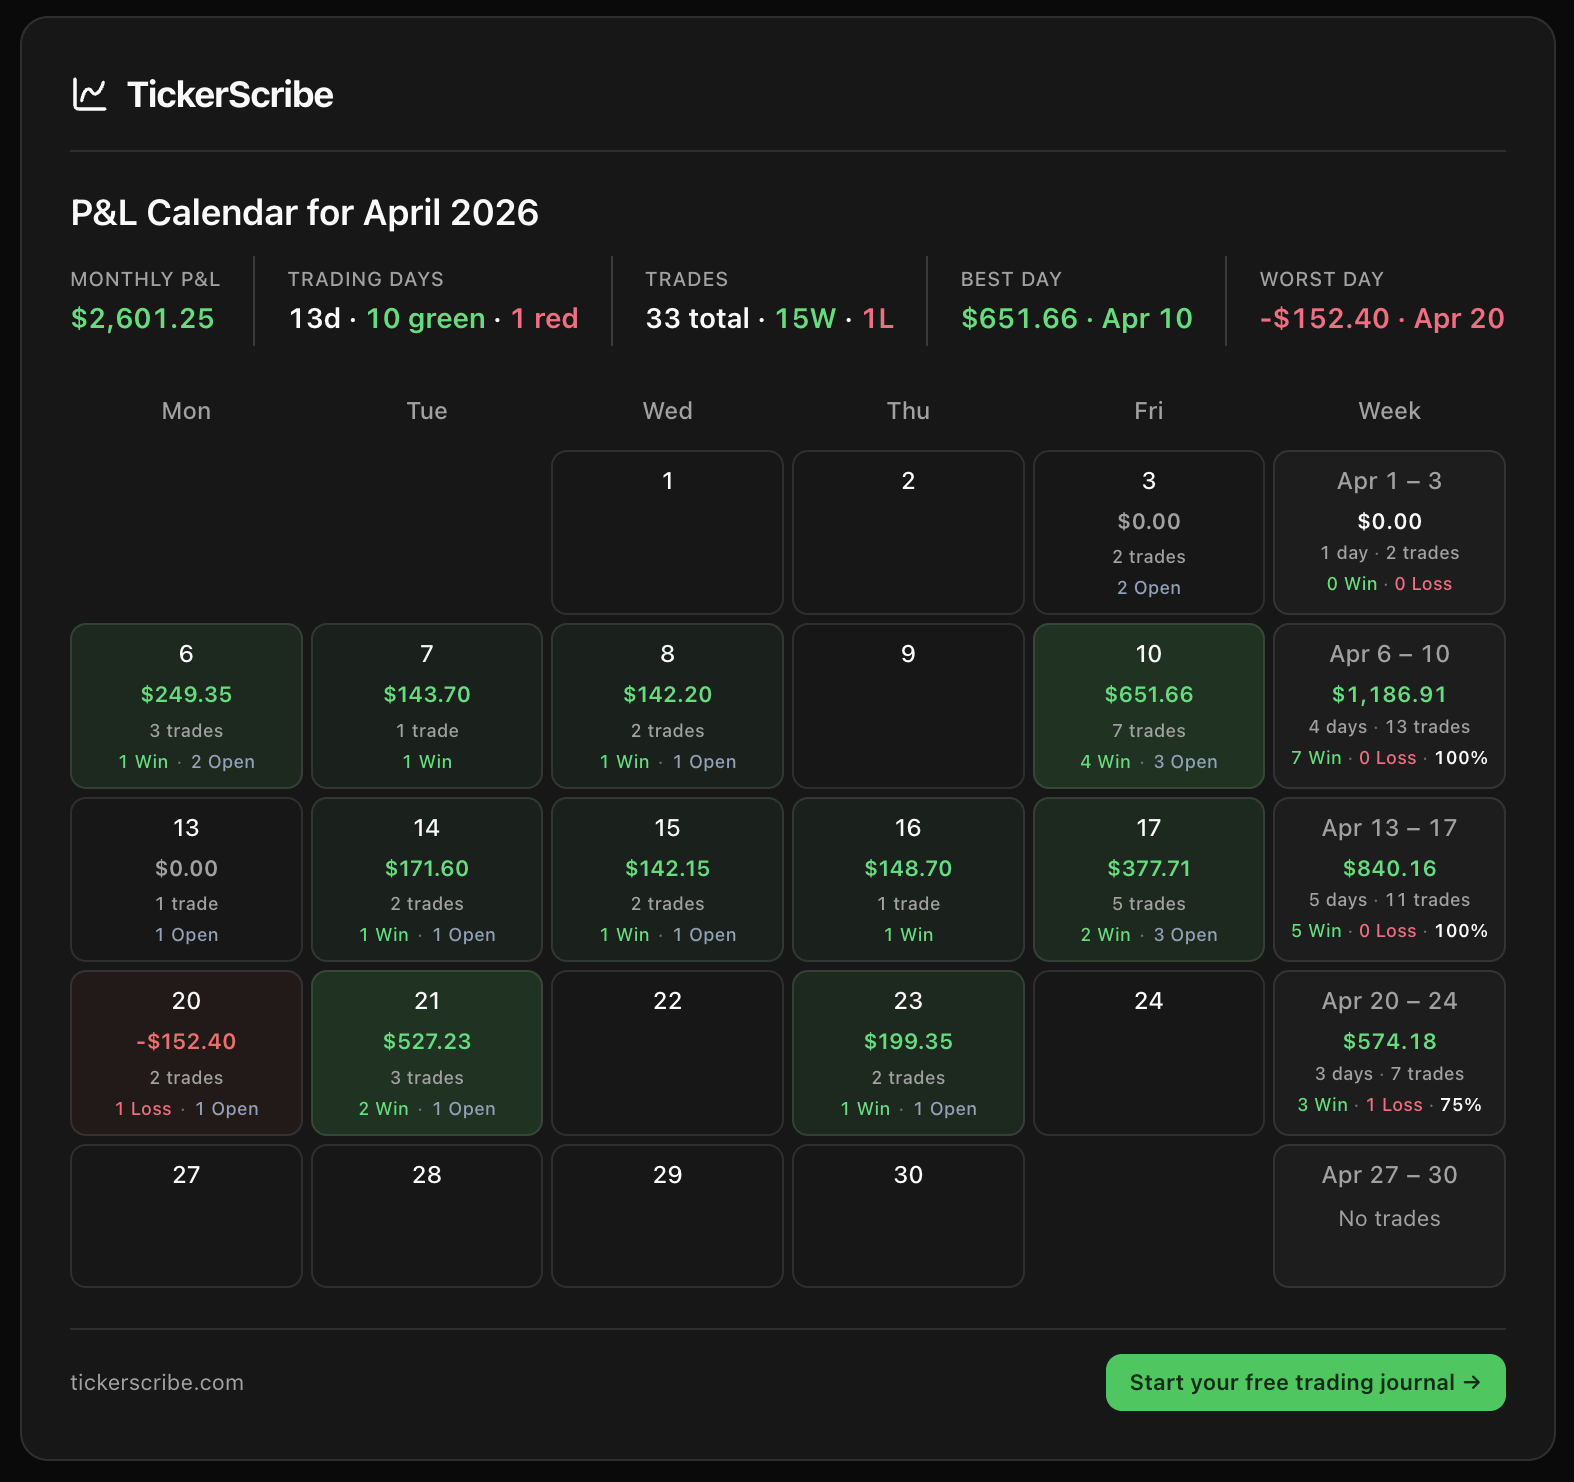 TickerScribe
P&L Calendar for April 2026
MONTHLY P&L
$2,601.25
TRADING DAYS
13d · 10 green · 1 red
TRADES
33 total · 15W · 1L
BEST DAY
$651.66 · Apr 10
WORST DAY
-$152.40 · Apr 20
Mon Tue Wed Thu Fri Week
1
2
3
$0.00
2 trades
2 Open
Apr 1 – 3
$0.00
1 day · 2 trades
0 Win · 0 Loss
6
$249.35
3 trades
1 Win · 2 Open
7
$143.70
1 trade
1 Win
8
$142.20
2 trades
1 Win · 1 Open
9
10
$651.66
7 trades
4 Win · 3 Open
Apr 6 – 10
$1,186.91
4 days · 13 trades
7 Win · 0 Loss · 100%
13
$0.00
1 trade
1 Open
14
$171.60
2 trades
1 Win · 1 Open
15
$142.15
2 trades
1 Win · 1 Open
16
$148.70
1 trade
1 Win
17
$377.71
5 trades
2 Win · 3 Open
Apr 13 – 17
$840.16
5 days · 11 trades
5 Win · 0 Loss · 100%
20
-$152.40
2 trades
1 Loss · 1 Open
21
$527.23
3 trades
2 Win · 1 Open
22
23
$199.35
2 trades
1 Win · 1 Open
24
Apr 20 – 24
$574.18
3 days · 7 trades
3 Win · 1 Loss · 75%
27
28
29
30
Apr 27 – 30
No trades
tickerscribe.com
Start your free trading journal →